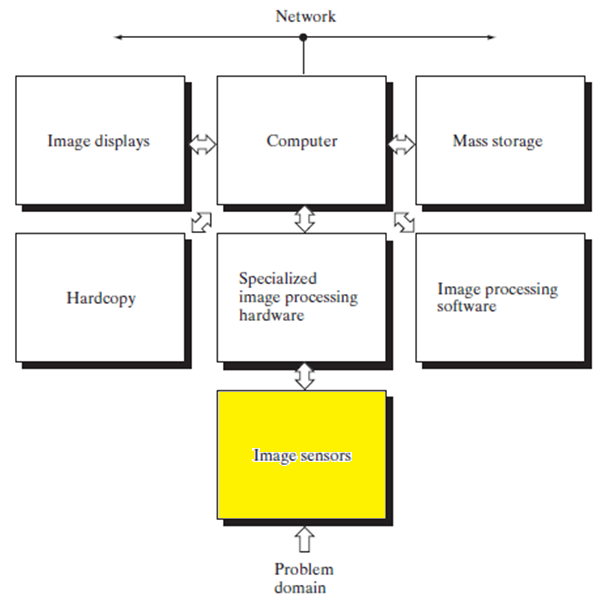 Network
Image displays
Computer
Mass storage
Hardcopy
Specialized
image processing
hardware
Image processing
software
Image sensors
Problem
domain